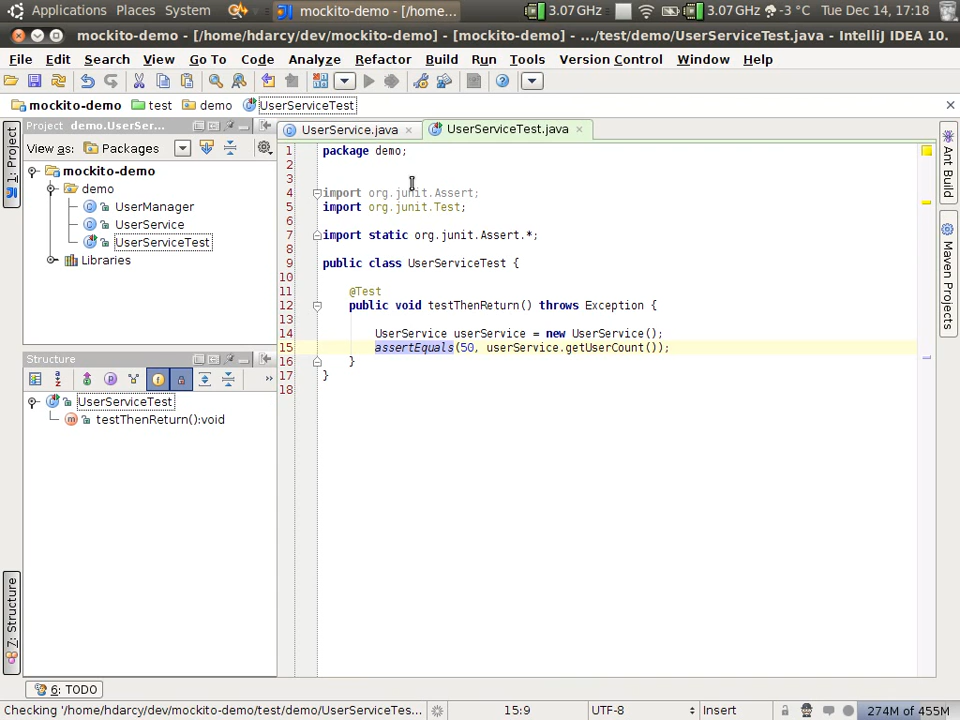 Applications Places System mockito-demo - [/home... 3.07 GHz 3.07 GHz -3 °C Tue Dec 14, 17:18
mockito-demo - [/home/hdarcy/dev/mockito-demo] - [mockito-demo] - .../test/demo/UserServiceTest.java - IntelliJ IDEA 10.
File Edit Search View Go To Code Analyze Refactor Build Run Tools Version Control Window Help
mockito-demo test demo UserServiceTest
Project demo.UserSer...
View as: Packages
mockito-demo
demo
UserManager
UserService
UserServiceTest
Libraries
Structure
UserServiceTest
testThenReturn():void
1: Project
7: Structure
UserService.java UserServiceTest.java
1 package demo;
2
3
4 import org.junit.Assert;
5 import org.junit.Test;
6
7 import static org.junit.Assert.*;
8
9 public class UserServiceTest {
10
11 @Test
12 public void testThenReturn() throws Exception {
13
14 UserService userService = new UserService();
15 assertEquals(50, userService.getUserCount());
16 }
17 }
18
Ant Build
Maven Projects
6: TODO
Checking '/home/hdarcy/dev/mockito-demo/test/demo/UserServiceTes... 15:9 UTF-8 Insert 274M of 455M